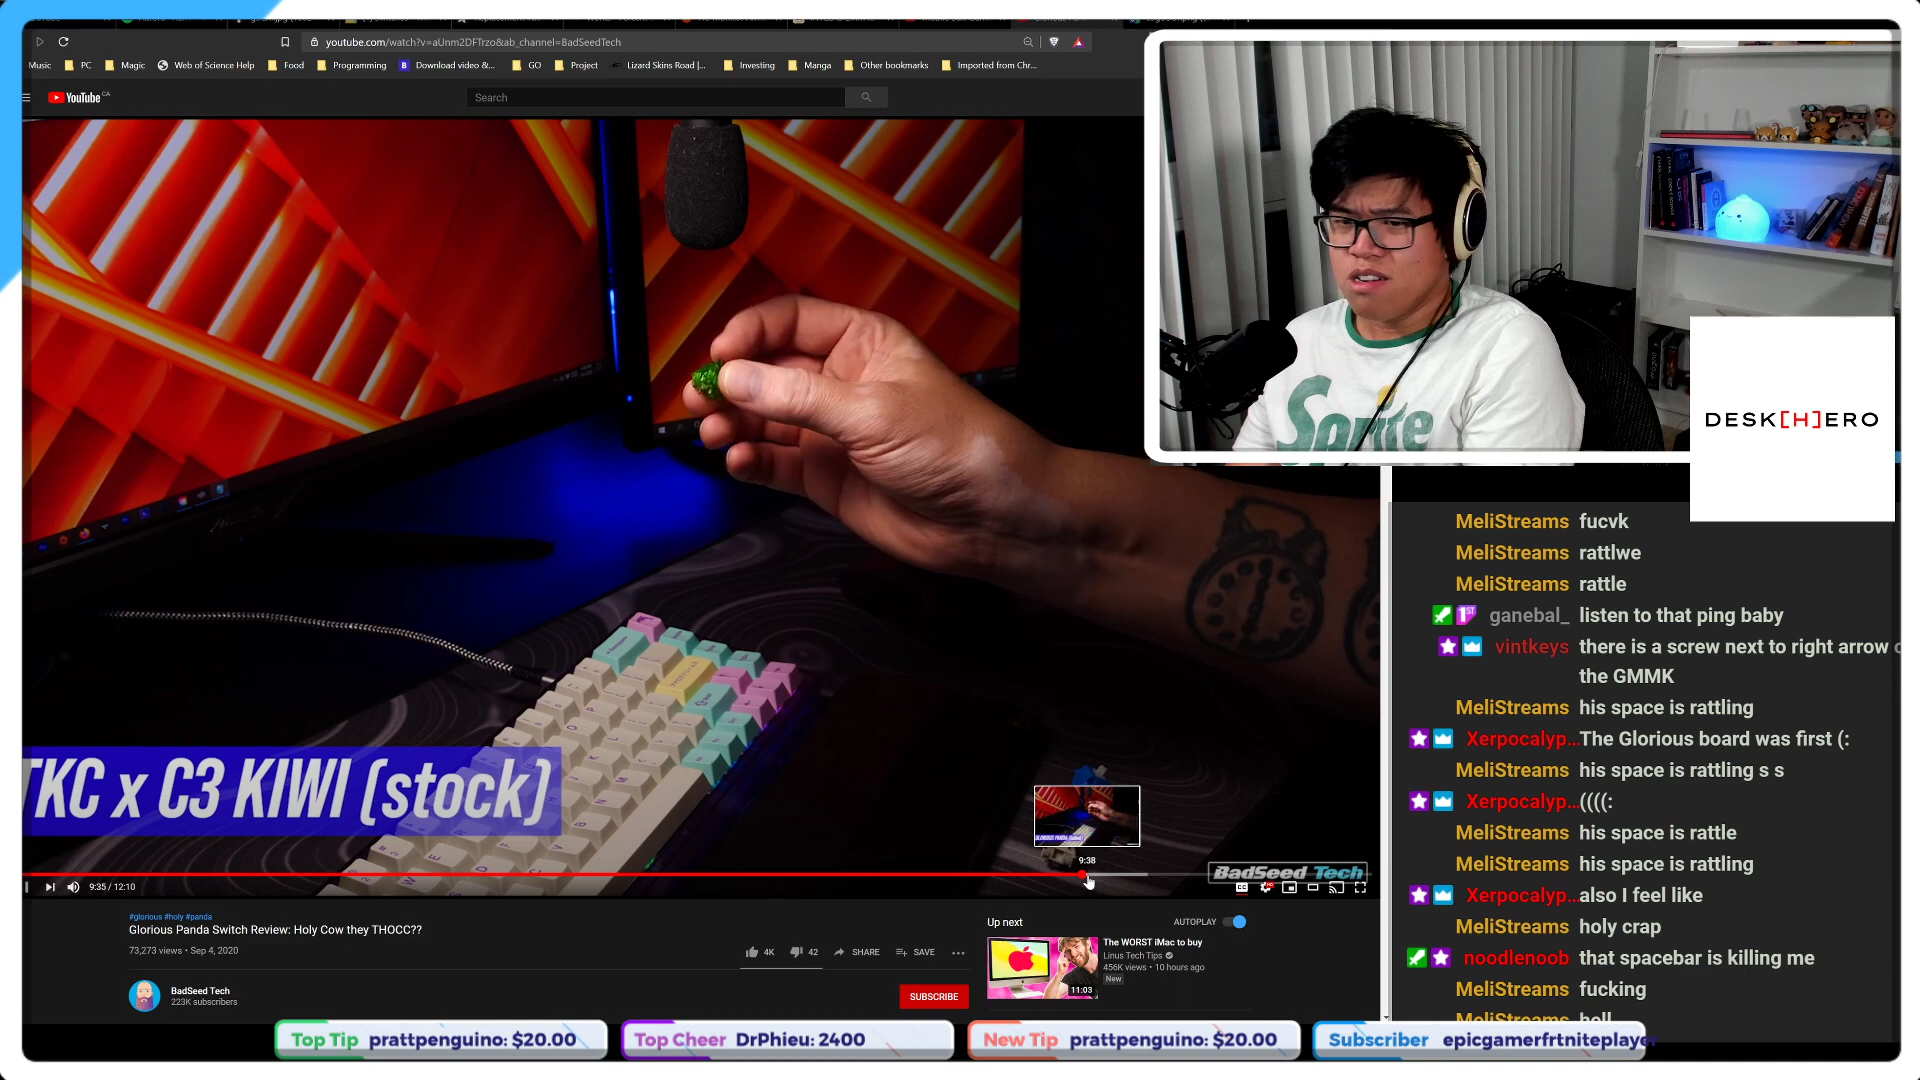 youtube.com/watch?v=aUnm2DFTrzo&ab_channel=BadSeedTech
Music PC Magic Web of Science Help Food Programming Download video &... GO Project Lizard Skins Road |... Investing Manga Other bookmarks Imported from Chr...
YouTube CA
Search
Sprite
DESK[H]ERO
TKC x C3 KIWI (stock)
9:38
BadSeed Tech
9:35 / 12:10
#glorious #holy #panda
Glorious Panda Switch Review: Holy Cow they THOCC??
73,273 views • Sep 4, 2020
4K 42 SHARE SAVE
BadSeed Tech
223K subscribers
SUBSCRIBE
Up next
AUTOPLAY
The WORST iMac to buy
Linus Tech Tips
456K views • 10 hours ago
New
11:03
MeliStreams fucvk
MeliStreams rattlwe
MeliStreams rattle
ganebal_ listen to that ping baby
vintkeys there is a screw next to right arrow
the GMMK
MeliStreams his space is rattling
Xerpocalyp... The Glorious board was first (:
MeliStreams his space is rattling s s
Xerpocalyp... ((((:
MeliStreams his space is rattle
MeliStreams his space is rattling
Xerpocalyp... also I feel like
MeliStreams holy crap
noodlenoob that spacebar is killing me
MeliStreams fucking
MeliStreams hell
Top Tip prattpenguino: $20.00
Top Cheer DrPhieu: 2400
New Tip prattpenguino: $20.00
Subscriber epicgamerfrtniteplayer